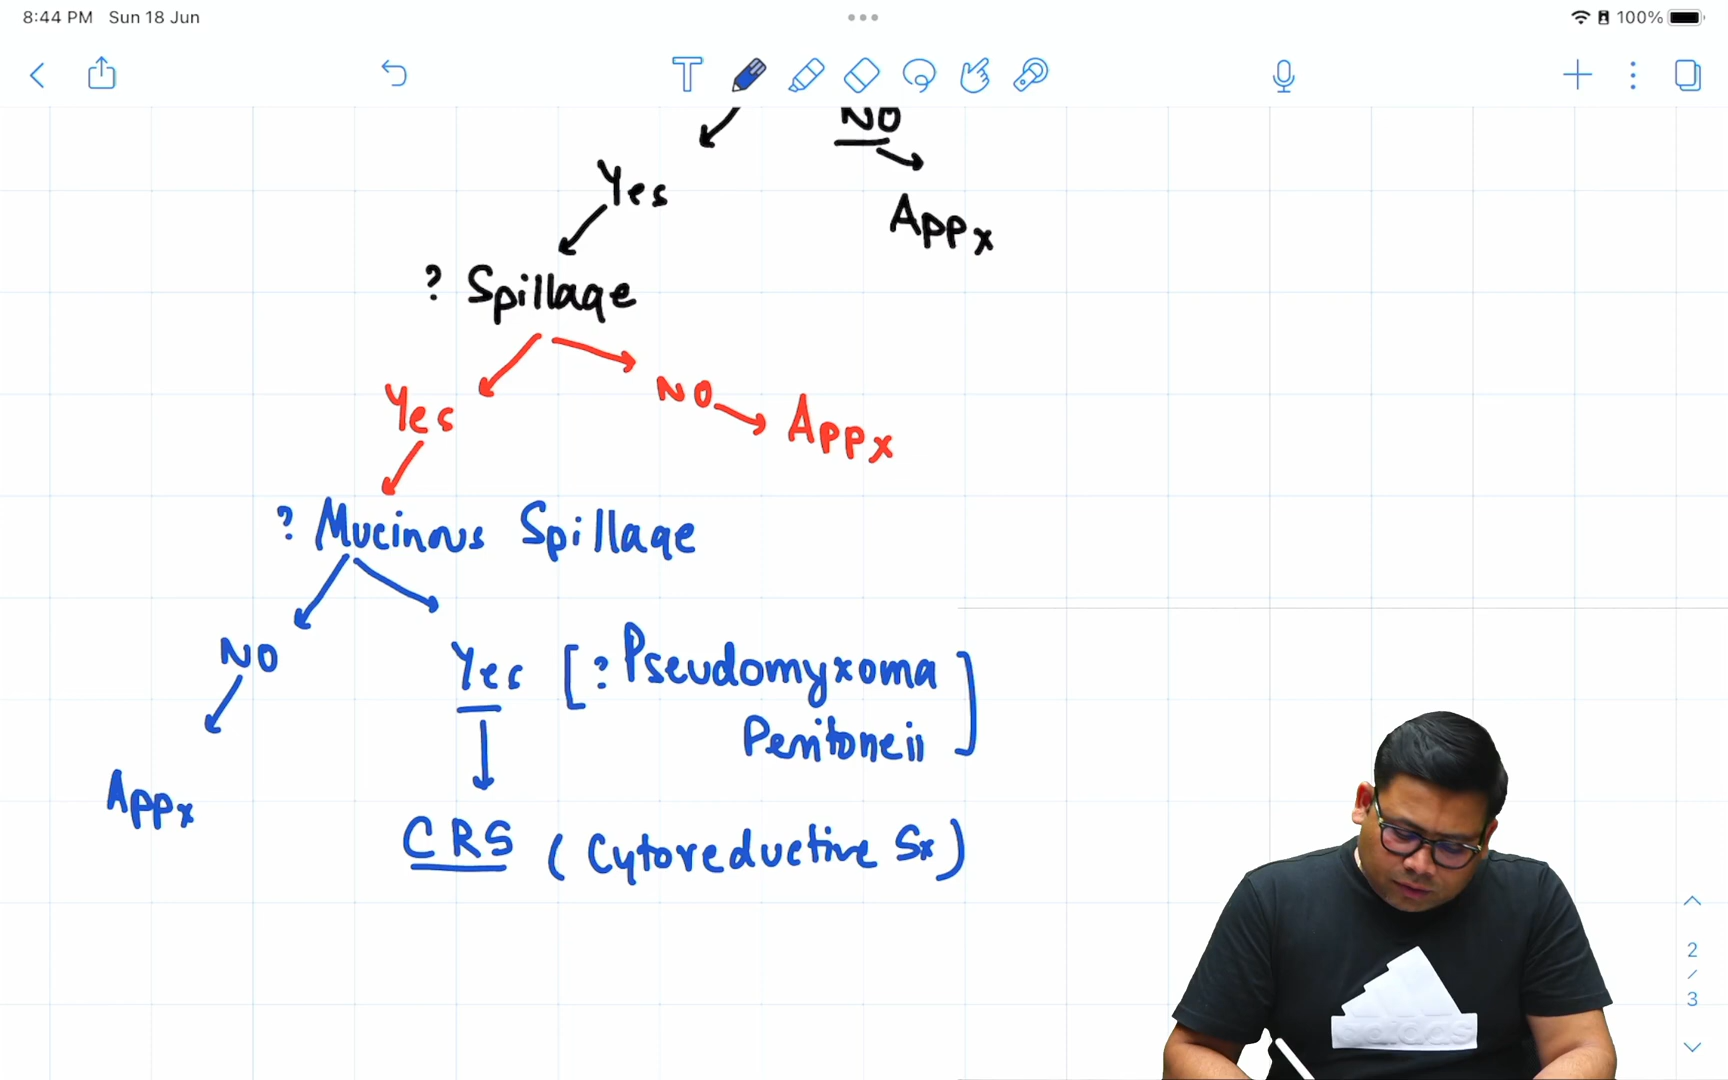 8:44 PM Sun 18 Jun
100%
T
NO
Yes
Appx
? Spillage
Yes
NO
Appx
? Mucinous Spillage
NO
Yes [? Pseudomyxoma
Peritoneii]
Appx
CRS (Cytoreductive Sx)
adidas
2
/
3